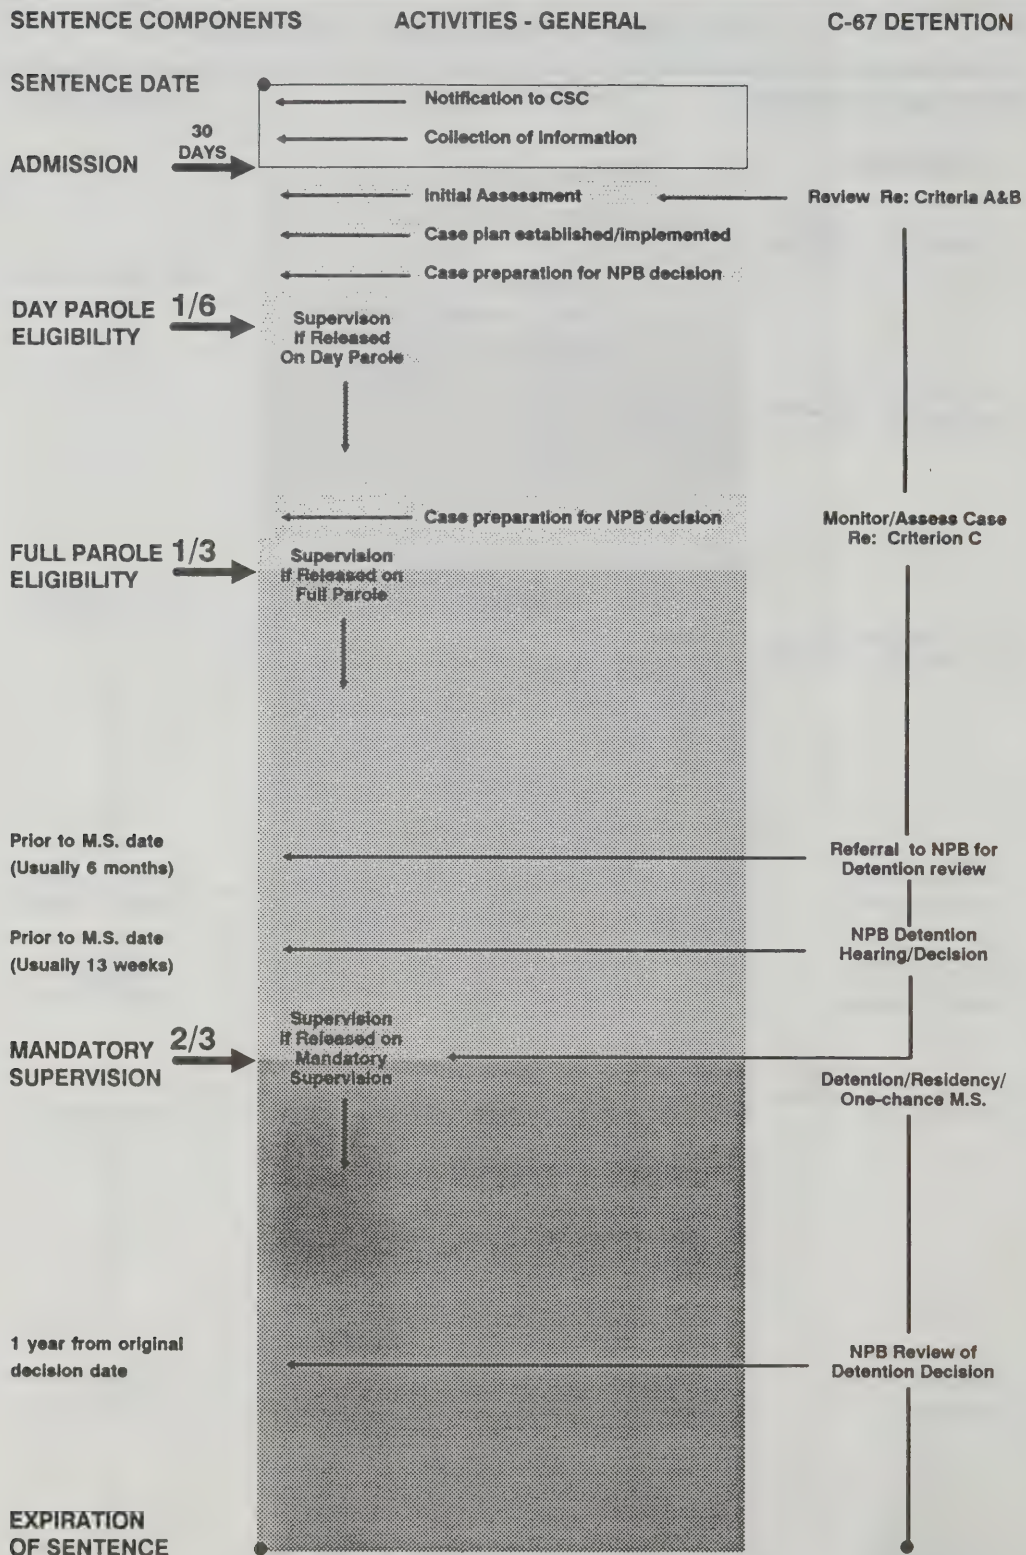 SENTENCE COMPONENTS ACTIVITIES - GENERAL C-67 DETENTION
SENTENCE DATE
Notification to CSC
30
DAYS
Collection of Information
ADMISSION
Initial Assessment
Review Re: Criteria A&B
Case plan established/implemented
Case preparation for NPB decision
DAY PAROLE 1/6
ELIGIBILITY
Supervison
If Released
On Day Parole
Case preparation for NPB decision
Monitor/Assess Case
Re: Criterion C
FULL PAROLE 1/3
ELIGIBILITY
Supervision
If Released on
Full Parole
Prior to M.S. date
(Usually 6 months)
Referral to NPB for
Detention review
Prior to M.S. date
(Usually 13 weeks)
NPB Detention
Hearing/Decision
MANDATORY 2/3
SUPERVISION
Supervision
If Released on
Mandatory
Supervision
Detention/Residency/
One-chance M.S.
1 year from original
decision date
NPB Review of
Detention Decision
EXPIRATION
OF SENTENCE